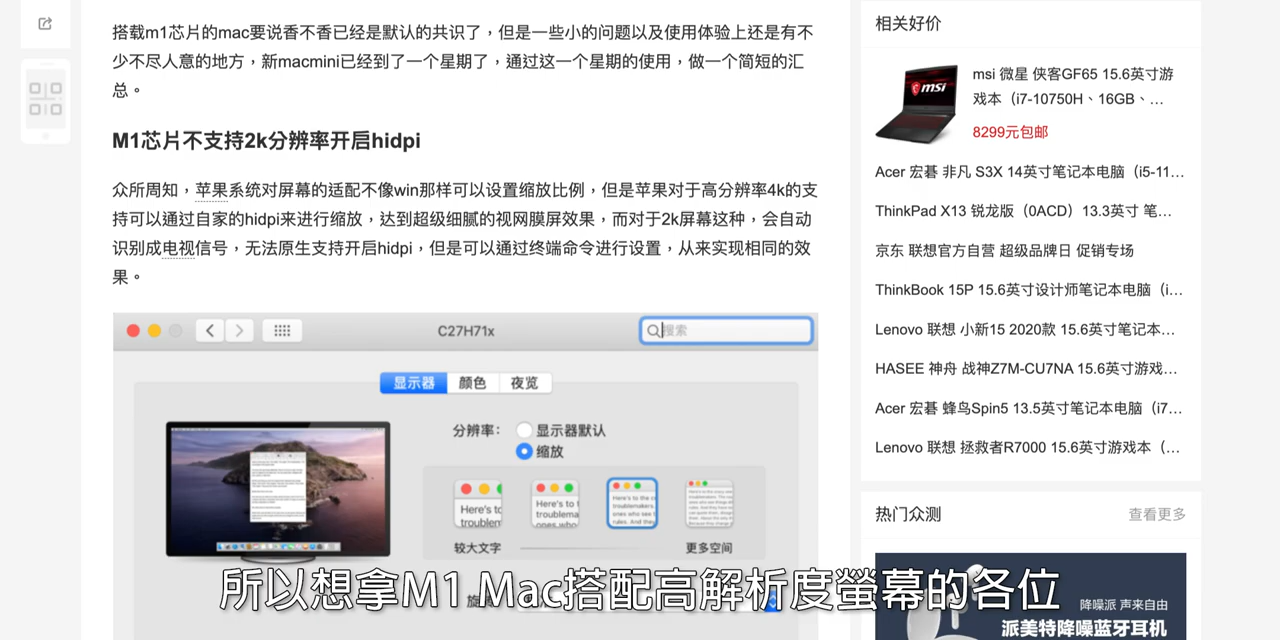 搭载m1芯片的mac要说香不香已经是默认的共识了，但是一些小的问题以及使用体验上还是有不
少不尽人意的地方，新macmini已经到了一个星期了，通过这一个星期的使用，做一个简短的汇
总。
M1芯片不支持2k分辨率开启hidpi
众所周知，苹果系统对屏幕的适配不像win那样可以设置缩放比例，但是苹果对于高分辨率4k的支
持可以通过自家的hidpi来进行缩放，达到超级细腻的视网膜屏效果，而对于2k屏幕这种，会自动
识别成电视信号，无法原生支持开启hidpi，但是可以通过终端命令进行设置，从来实现相同的效
果。
C27H71x
搜索
显示器 颜色 夜览
分辨率：
显示器默认
缩放
Here's to
troublen
Here's to t
troublema
ones who
Here's to the c
troublemakers
ones who see t
rules. And they
较大文字
更多空间
所以想拿M1 Mac搭配高解析度螢幕的各位
相关好价
msi 微星 侠客GF65 15.6英寸游
戏本（i7-10750H、16GB、…
8299元包邮
msi
Acer 宏碁 非凡 S3X 14英寸笔记本电脑（i5-11…
ThinkPad X13 锐龙版（0ACD）13.3英寸 笔…
京东 联想官方自营 超级品牌日 促销专场
ThinkBook 15P 15.6英寸设计师笔记本电脑（i…
Lenovo 联想 小新15 2020款 15.6英寸笔记本…
HASEE 神舟 战神Z7M-CU7NA 15.6英寸游戏…
Acer 宏碁 蜂鸟Spin5 13.5英寸笔记本电脑（i7…
Lenovo 联想 拯救者R7000 15.6英寸游戏本（…
热门众测
查看更多
降噪派 声来自由
派美特降噪蓝牙耳机